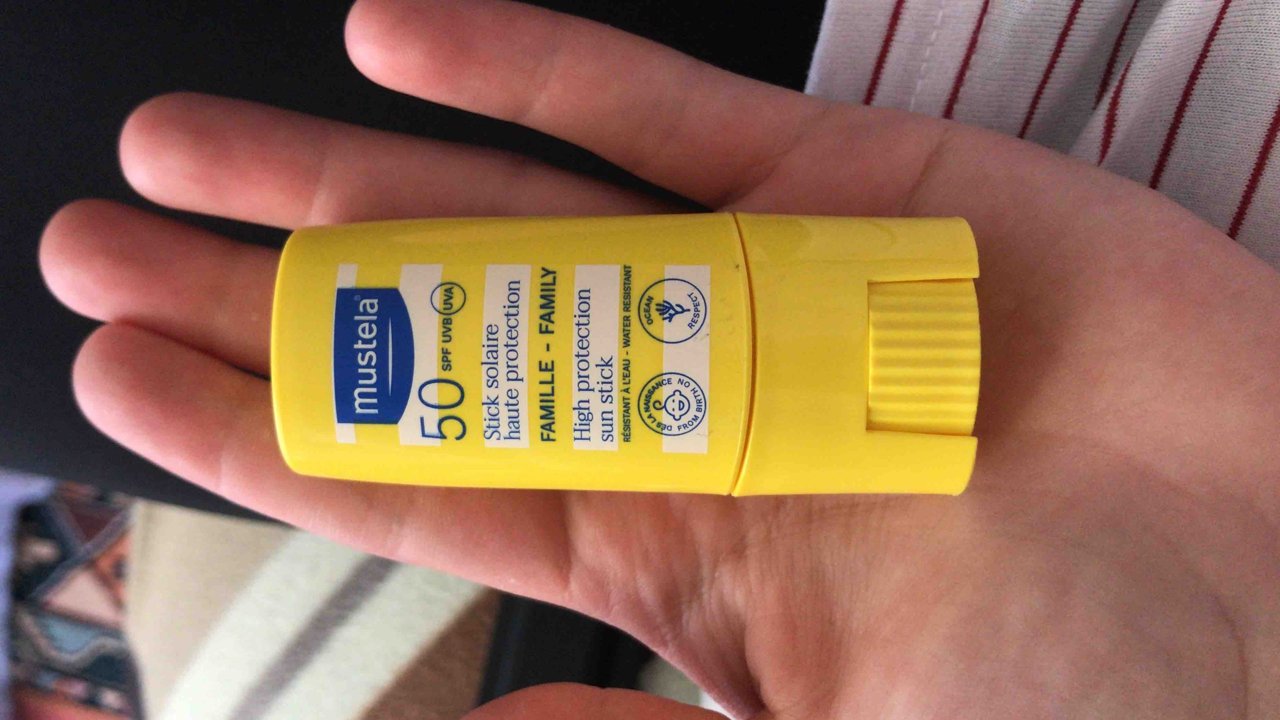 mustela®
50 SPF UVB UVA
Stick solaire
haute protection
FAMILLE - FAMILY
High protection
sun stick
RÉSISTANT À L'EAU - WATER RESISTANT
DÈS LA NAISSANCE FROM BIRTH ON
OCEAN RESPECT